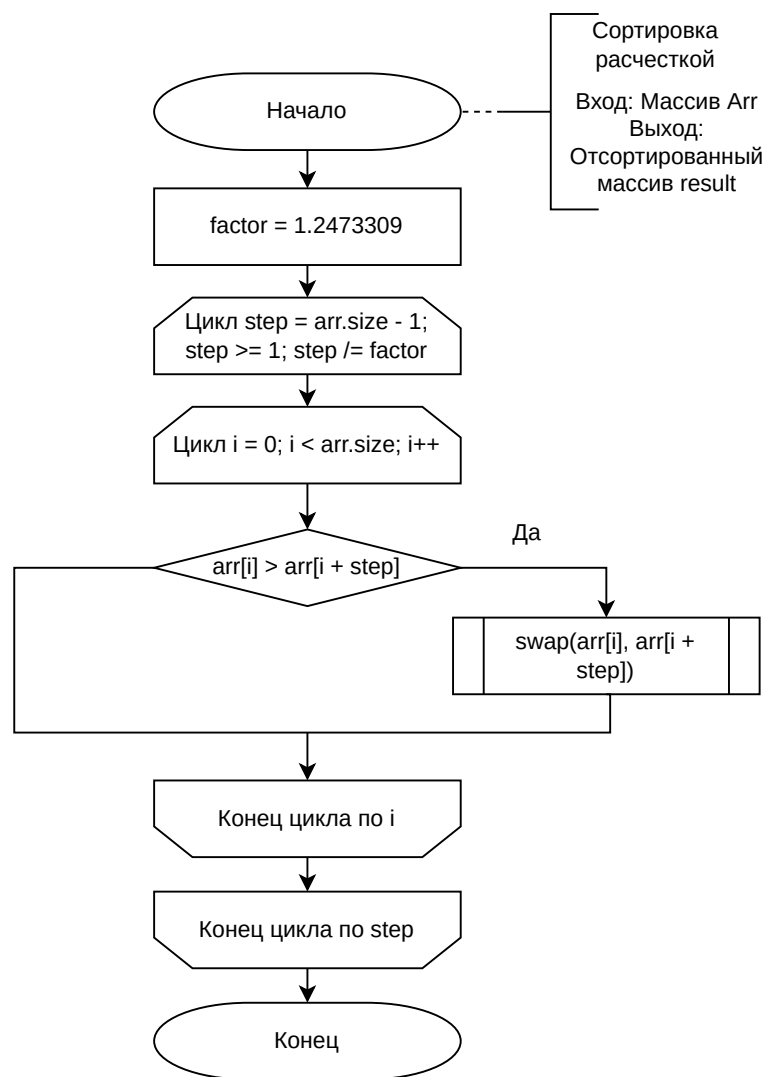 Сортировка
расчесткой
Вход: Массив Arr
Выход:
Отсортированный
массив result
Начало
factor = 1.2473309
Цикл step = arr.size - 1;
step >= 1; step /= factor
Цикл i = 0; i < arr.size; i++
Да
arr[i] > arr[i + step]
swap(arr[i], arr[i +
step])
Конец цикла по i
Конец цикла по step
Конец